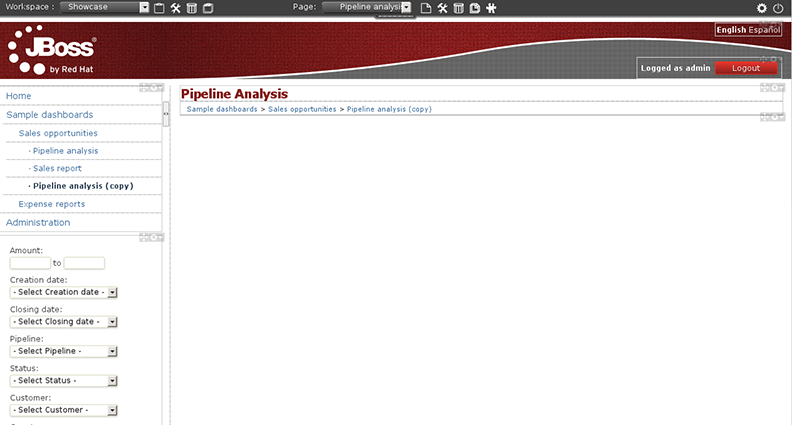 Workspace : Showcase Page: Pipeline analysis
English Español
JBoss
by Red Hat
Logged as admin Logout
Home
Sample dashboards
Sales opportunities
· Pipeline analysis
· Sales report
· Pipeline analysis (copy)
Expense reports
Administration
Pipeline Analysis
Sample dashboards > Sales opportunities > Pipeline analysis (copy)
Amount:
to
Creation date:
- Select Creation date -
Closing date:
- Select Closing date -
Pipeline:
- Select Pipeline -
Status:
- Select Status -
Customer:
- Select Customer -